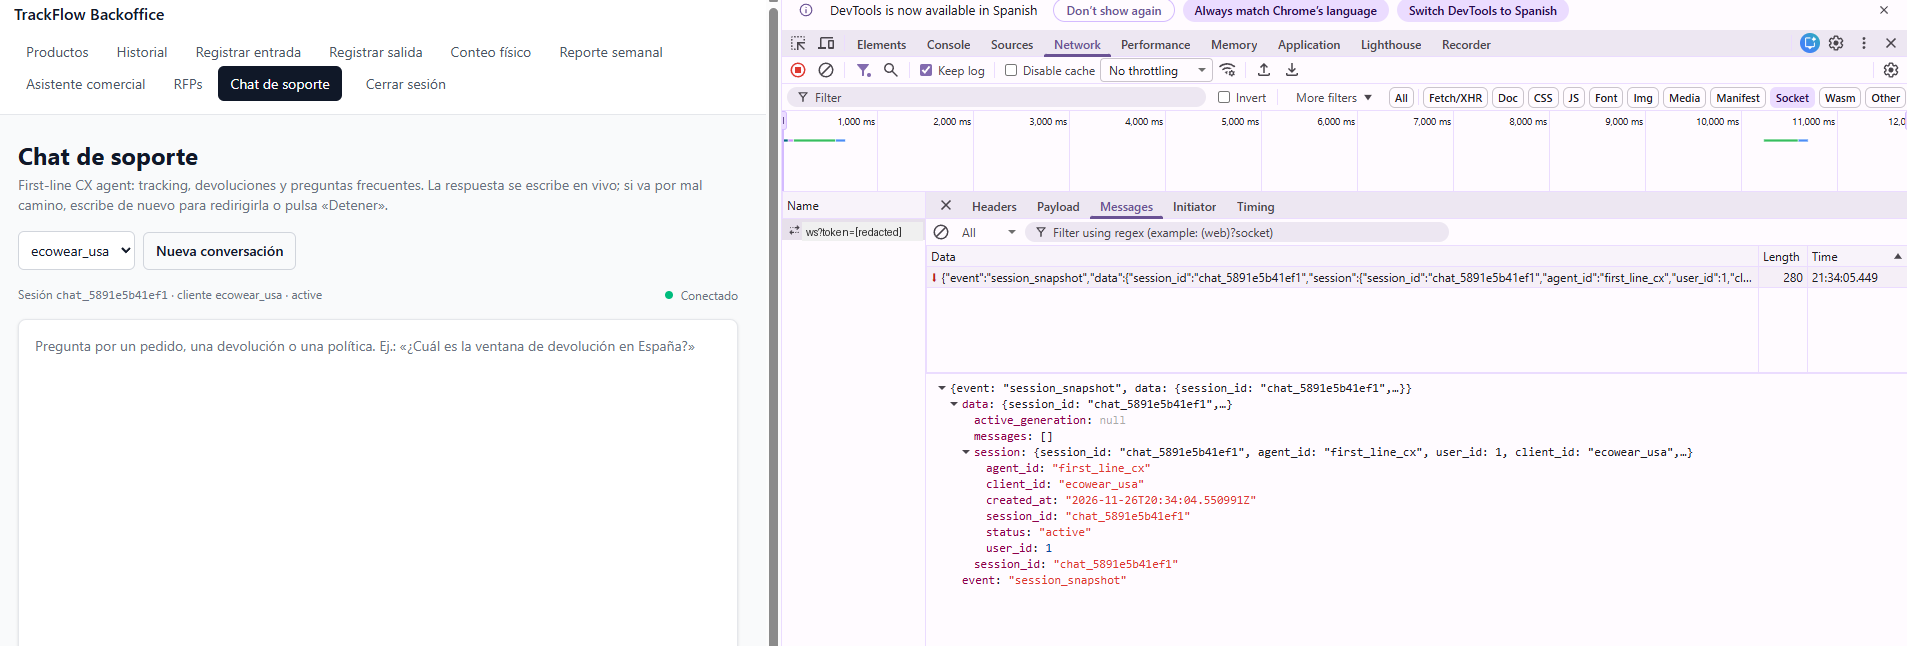 TrackFlow Backoffice
Productos Historial Registrar entrada Registrar salida Conteo físico Reporte semanal
Asistente comercial RFPs Chat de soporte Cerrar sesión
Chat de soporte
First-line CX agent: tracking, devoluciones y preguntas frecuentes. La respuesta se escribe en vivo; si va por mal
camino, escribe de nuevo para redirigirla o pulsa «Detener».
ecowear_usa Nueva conversación
Sesión chat_5891e5b41ef1 · cliente ecowear_usa · active Conectado
Pregunta por un pedido, una devolución o una política. Ej.: «¿Cuál es la ventana de devolución en España?»
DevTools is now available in Spanish Don't show again Always match Chrome's language Switch DevTools to Spanish
Elements Console Sources Network Performance Memory Application Lighthouse Recorder
Keep log Disable cache No throttling
Filter Invert More filters All Fetch/XHR Doc CSS JS Font Img Media Manifest Socket Wasm Other
1,000 ms 2,000 ms 3,000 ms 4,000 ms 5,000 ms 6,000 ms 7,000 ms 8,000 ms 9,000 ms 10,000 ms 11,000 ms 12,0
Name Headers Payload Messages Initiator Timing
ws?token=[redacted] All Filter using regex (example: (web)?socket)
Data Length Time
{"event":"session_snapshot","data":{"session_id":"chat_5891e5b41ef1","session":{"session_id":"chat_5891e5b41ef1","agent_id":"first_line_cx","user_id":1,"cl... 280 21:34:05.449
{event: "session_snapshot", data: {session_id: "chat_5891e5b41ef1",…}}
data: {session_id: "chat_5891e5b41ef1",…}
active_generation: null
messages: []
session: {session_id: "chat_5891e5b41ef1", agent_id: "first_line_cx", user_id: 1, client_id: "ecowear_usa",…}
agent_id: "first_line_cx"
client_id: "ecowear_usa"
created_at: "2026-11-26T20:34:04.550991Z"
session_id: "chat_5891e5b41ef1"
status: "active"
user_id: 1
session_id: "chat_5891e5b41ef1"
event: "session_snapshot"